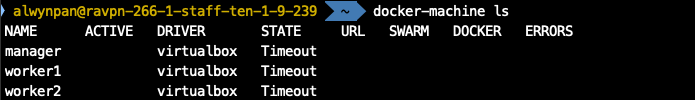 alwynpan@ravpn-266-1-staff-ten-1-9-239 ~ docker-machine ls
NAME ACTIVE DRIVER STATE URL SWARM DOCKER ERRORS
manager virtualbox Timeout
worker1 virtualbox Timeout
worker2 virtualbox Timeout